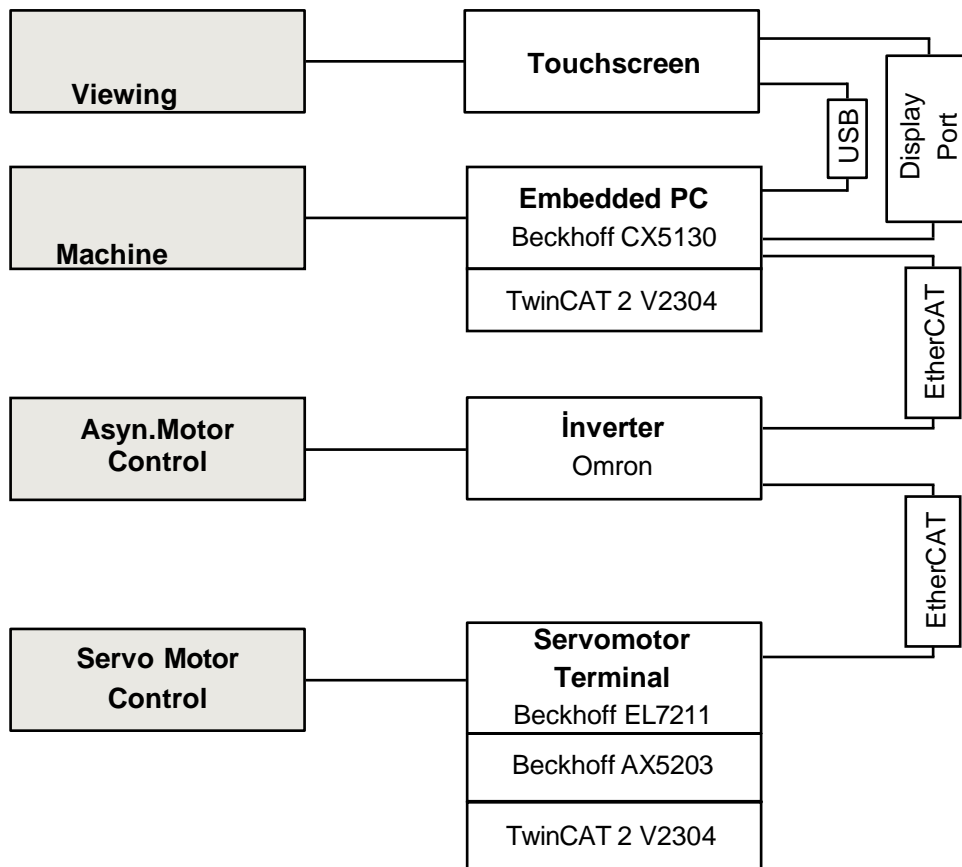 Viewing
Touchscreen
USB
Display
Port
Machine
Embedded PC
Beckhoff CX5130
TwinCAT 2 V2304
EtherCAT
Asyn.Motor
Control
İnverter
Omron
EtherCAT
Servo Motor
Control
Servomotor
Terminal
Beckhoff EL7211
Beckhoff AX5203
TwinCAT 2 V2304